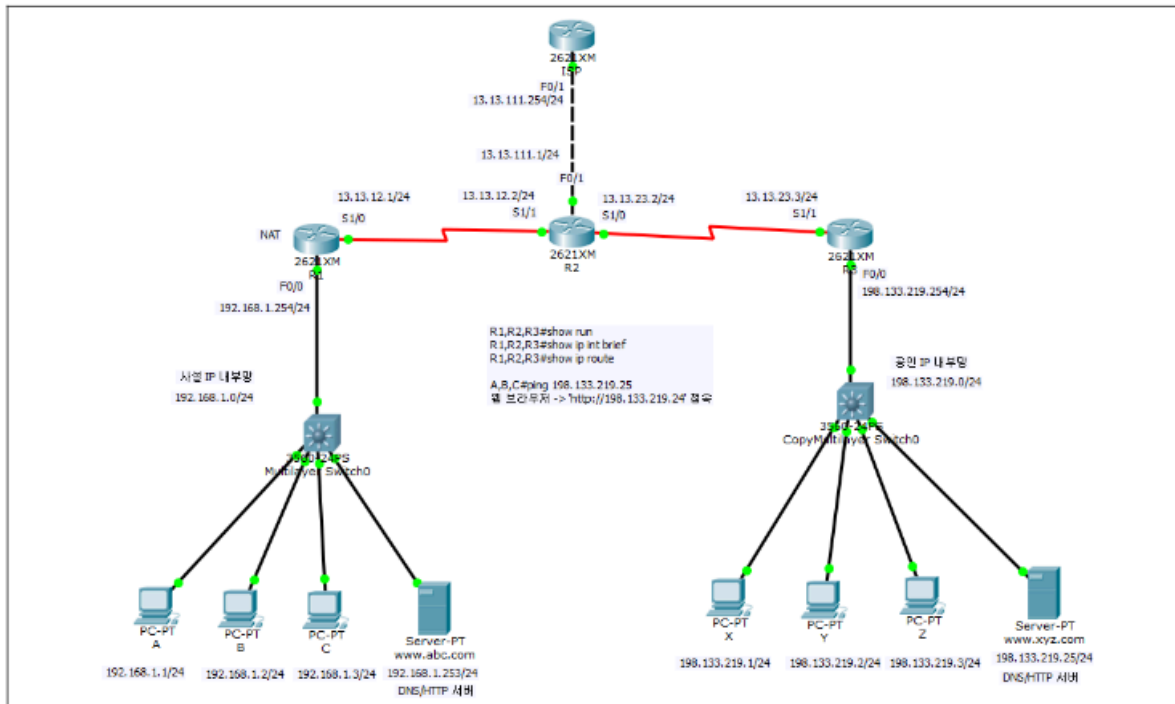 2621XM
ISP
F0/1
13.13.111.254/24
13.13.111.1/24
F0/1
13.13.12.1/24
13.13.12.2/24
13.13.23.2/24
13.13.23.3/24
S1/0
S1/1
S1/0
S1/1
NAT
2621XM
R1
2621XM
R2
2621XM
R3
F0/0
192.168.1.254/24
F0/0
198.133.219.254/24
R1,R2,R3#show run
R1,R2,R3#show ip int brief
R1,R2,R3#show ip route
A,B,C#ping 198.133.219.25
웹 브라우저 -> 'http://198.133.219.24' 접속
사설 IP 내부망
192.168.1.0/24
공인 IP 내부망
198.133.219.0/24
3560-24PS
Multilayer Switch0
3560-24PS
CopyMultilayer Switch0
PC-PT
A
PC-PT
B
PC-PT
C
Server-PT
www.abc.com
PC-PT
X
PC-PT
Y
PC-PT
Z
Server-PT
www.xyz.com
192.168.1.1/24
192.168.1.2/24
192.168.1.3/24
192.168.1.253/24
DNS/HTTP 서버
198.133.219.1/24
198.133.219.2/24
198.133.219.3/24
198.133.219.25/24
DNS/HTTP 서버